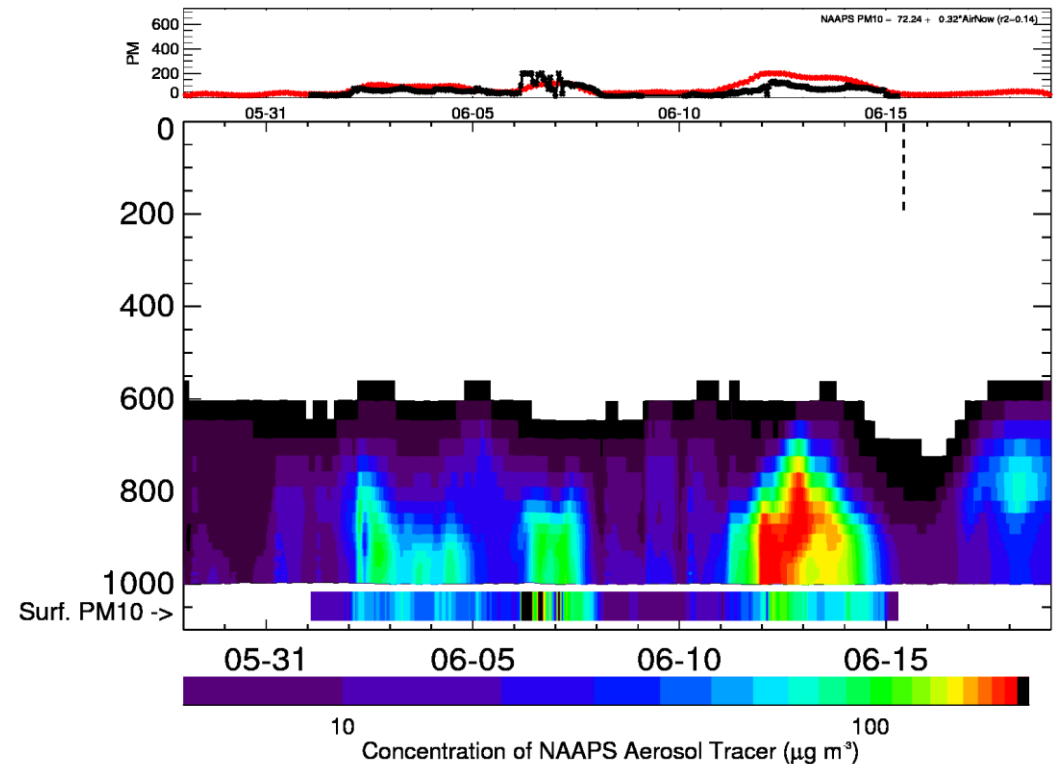 NAAPS PM10 = 72.24 + 0.32*AirNow (r2=0.14)
PM
600
400
200
0
05-31 06-05 06-10 06-15
0
200
400
600
800
1000
Surf. PM10 ->
05-31 06-05 06-10 06-15
10 100
Concentration of NAAPS Aerosol Tracer (μg m⁻³)